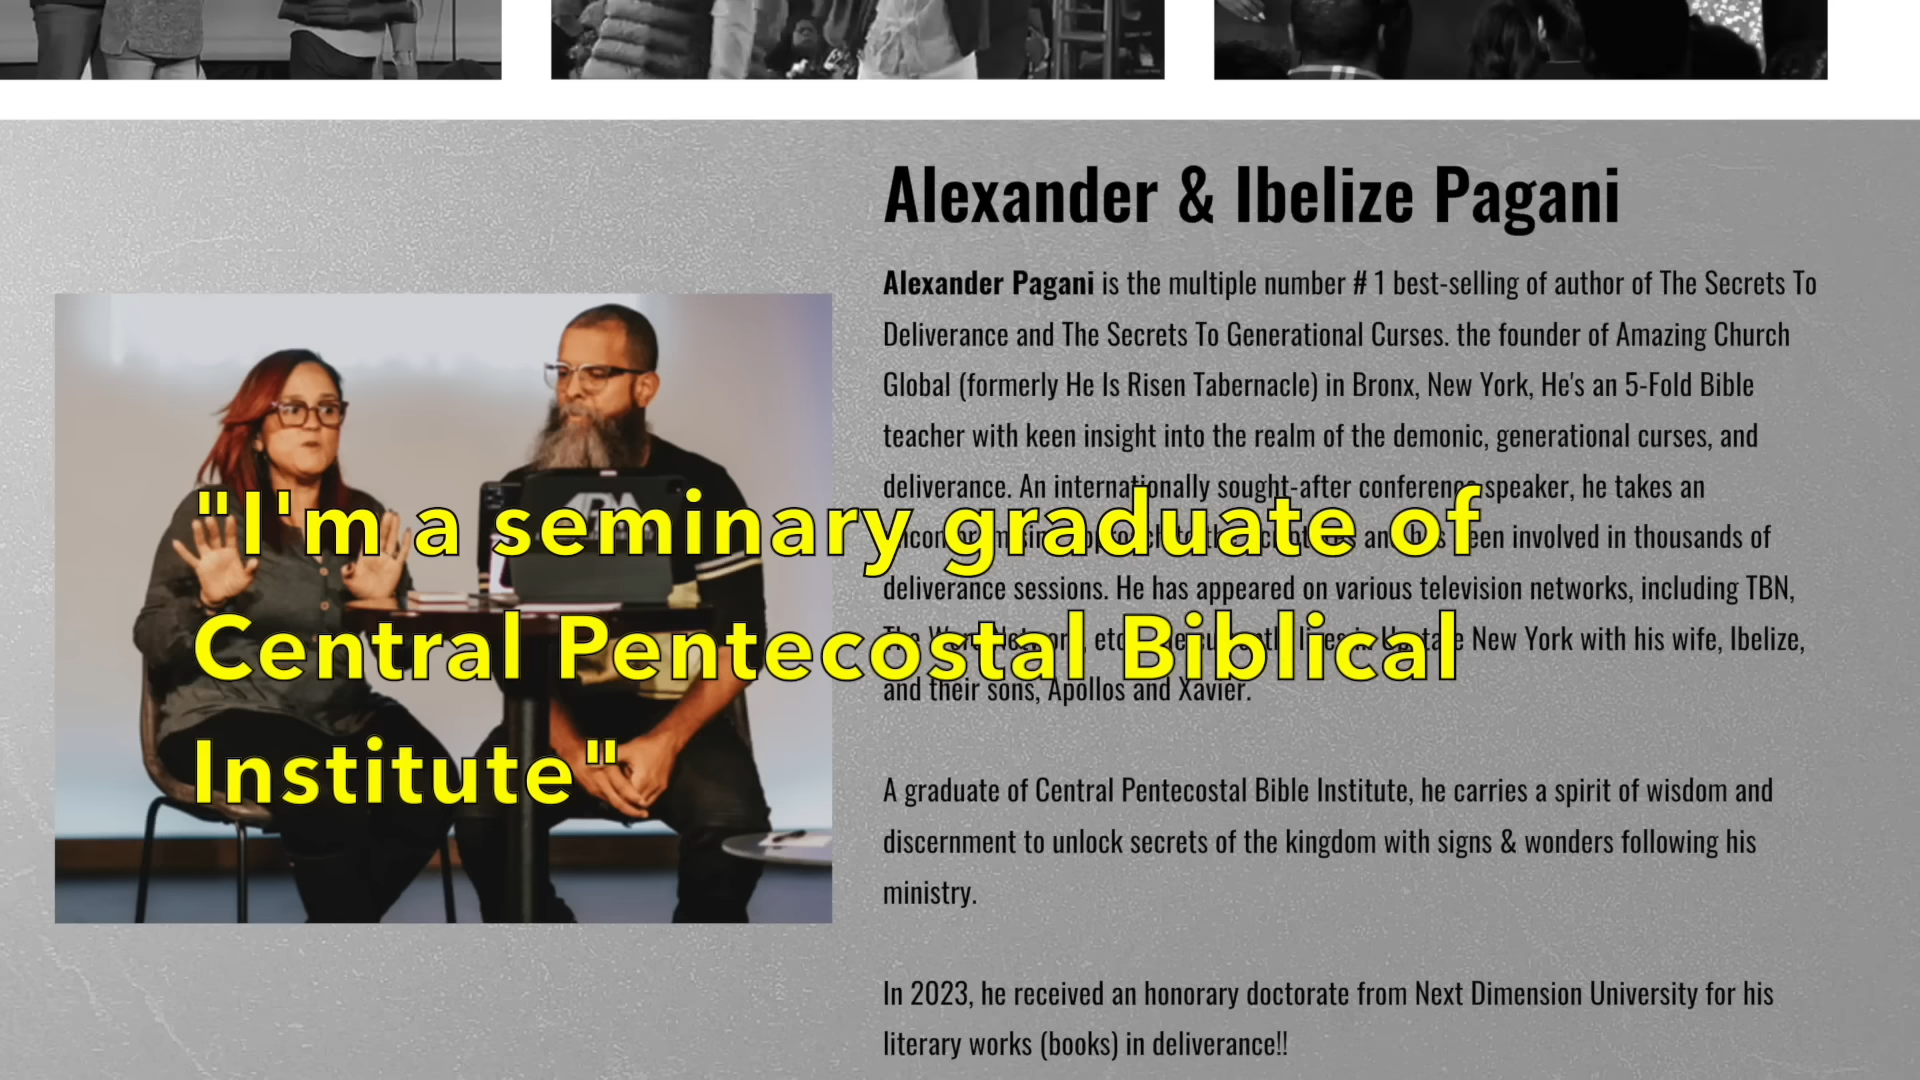 Alexander & Ibelize Pagani
Alexander Pagani is the multiple number # 1 best-selling of author of The Secrets To
Deliverance and The Secrets To Generational Curses. the founder of Amazing Church
Global (formerly He Is Risen Tabernacle) in Bronx, New York, He's an 5-Fold Bible
teacher with keen insight into the realm of the demonic, generational curses, and
deliverance. An internationally sought-after conference speaker, he takes an
been involved in thousands of
deliverance sessions. He has appeared on various television networks, including TBN,
New York with his wife, Ibelize,
and their sons, Apollos and Xavier.
"I'm a seminary graduate of
Central Pentecostal Biblical
Institute"
A graduate of Central Pentecostal Bible Institute, he carries a spirit of wisdom and
discernment to unlock secrets of the kingdom with signs & wonders following his
ministry.
In 2023, he received an honorary doctorate from Next Dimension University for his
literary works (books) in deliverance!!